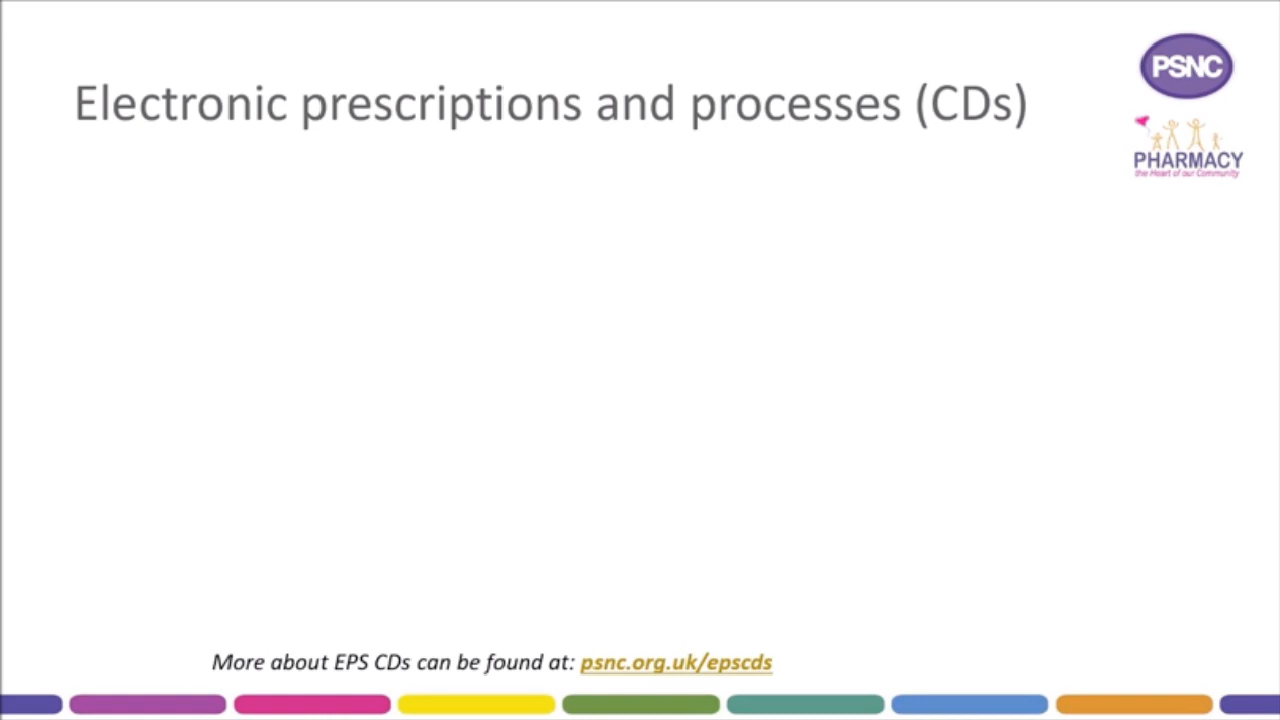 Electronic prescriptions and processes (CDs)
PSNC
PHARMACY
the Heart of our Community
More about EPS CDs can be found at: psnc.org.uk/epscds